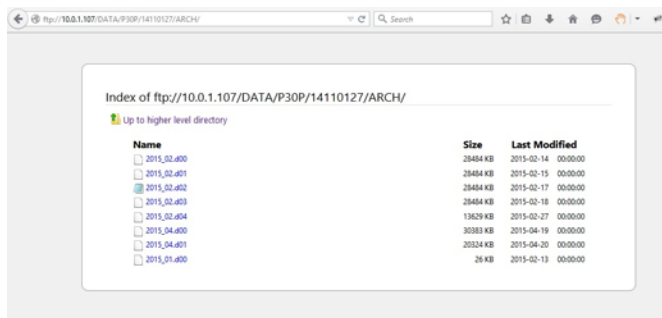 ftp://10.0.1.107/DATA/P30P/14110127/ARCH/ Search
Index of ftp://10.0.1.107/DATA/P30P/14110127/ARCH/
Up to higher level directory
Name Size Last Modified
2015_02.d00 28484 KB 2015-02-14 00:00:00
2015_02.d01 28484 KB 2015-02-15 00:00:00
2015_02.d02 28484 KB 2015-02-17 00:00:00
2015_02.d03 28484 KB 2015-02-18 00:00:00
2015_02.d04 13629 KB 2015-02-27 00:00:00
2015_04.d00 30383 KB 2015-04-19 00:00:00
2015_04.d01 20324 KB 2015-04-20 00:00:00
2015_01.d00 26 KB 2015-02-13 00:00:00